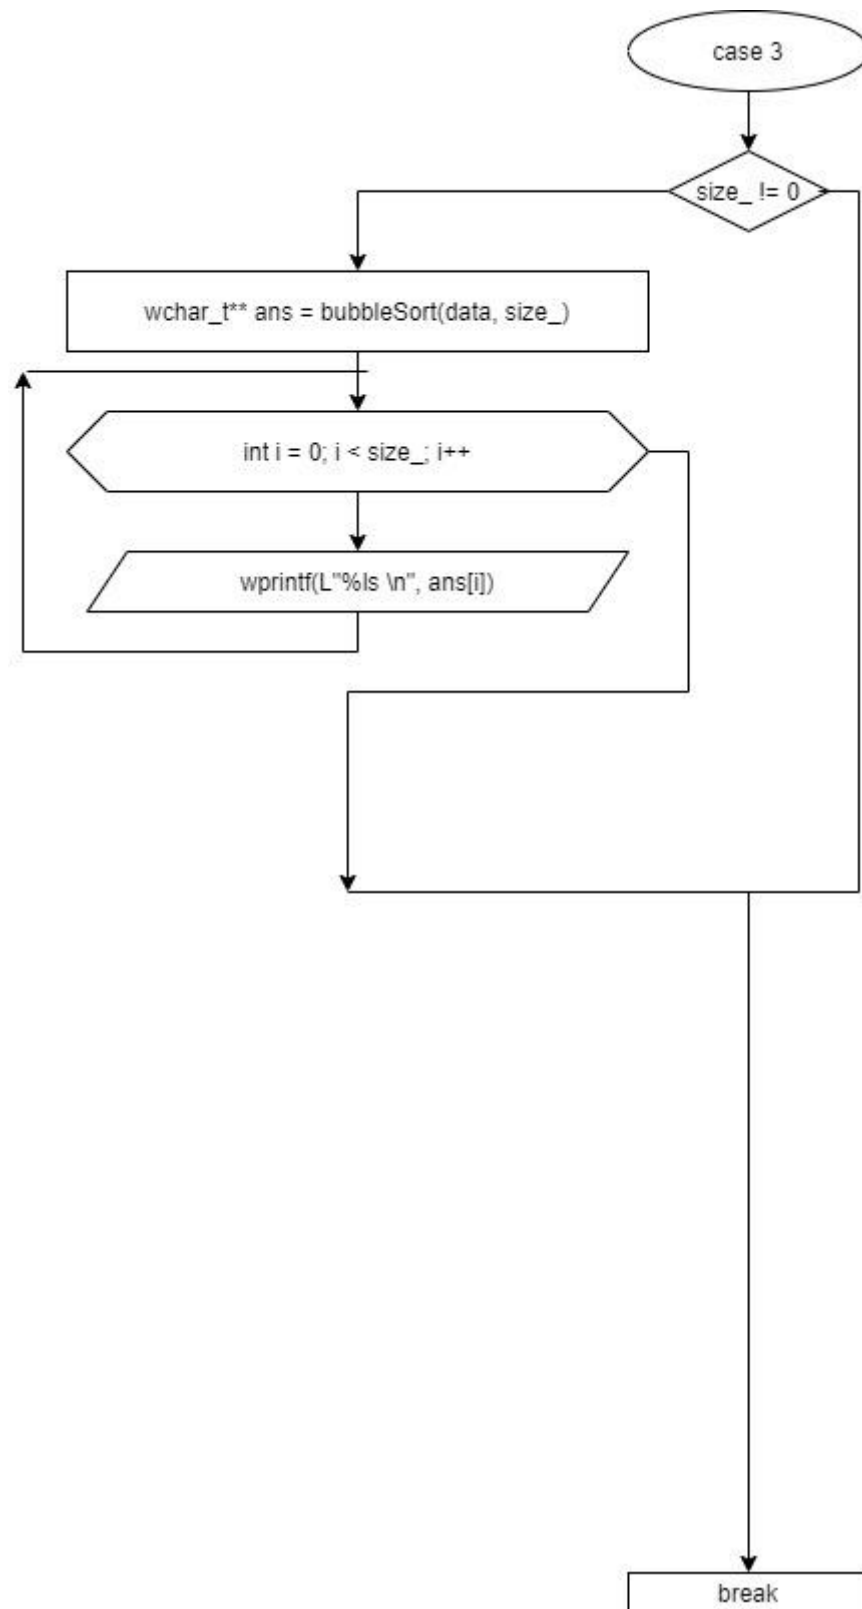 case 3
size_ != 0
wchar_t** ans = bubbleSort(data, size_)
int i = 0; i < size_; i++
wprintf(L"%ls \n", ans[i])
break